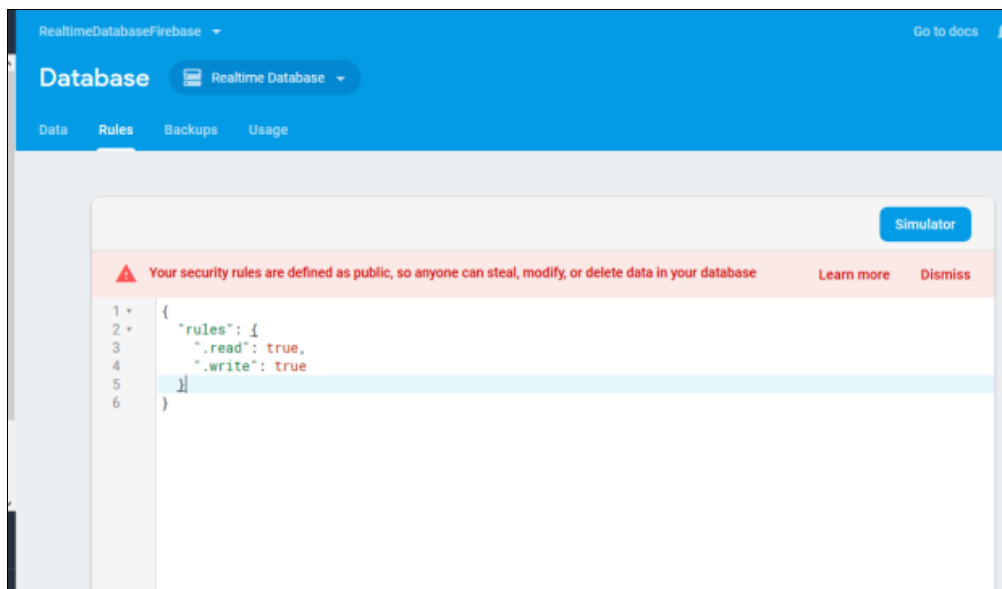 RealtimeDatabaseFirebase
Go to docs
Database
Realtime Database
Data Rules Backups Usage
Simulator
Your security rules are defined as public, so anyone can steal, modify, or delete data in your database Learn more Dismiss
1 {
2 "rules": {
3 ".read": true,
4 ".write": true
5 }
6 }